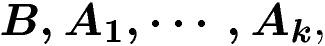 B, A₁, ⋯ , Aₖ,